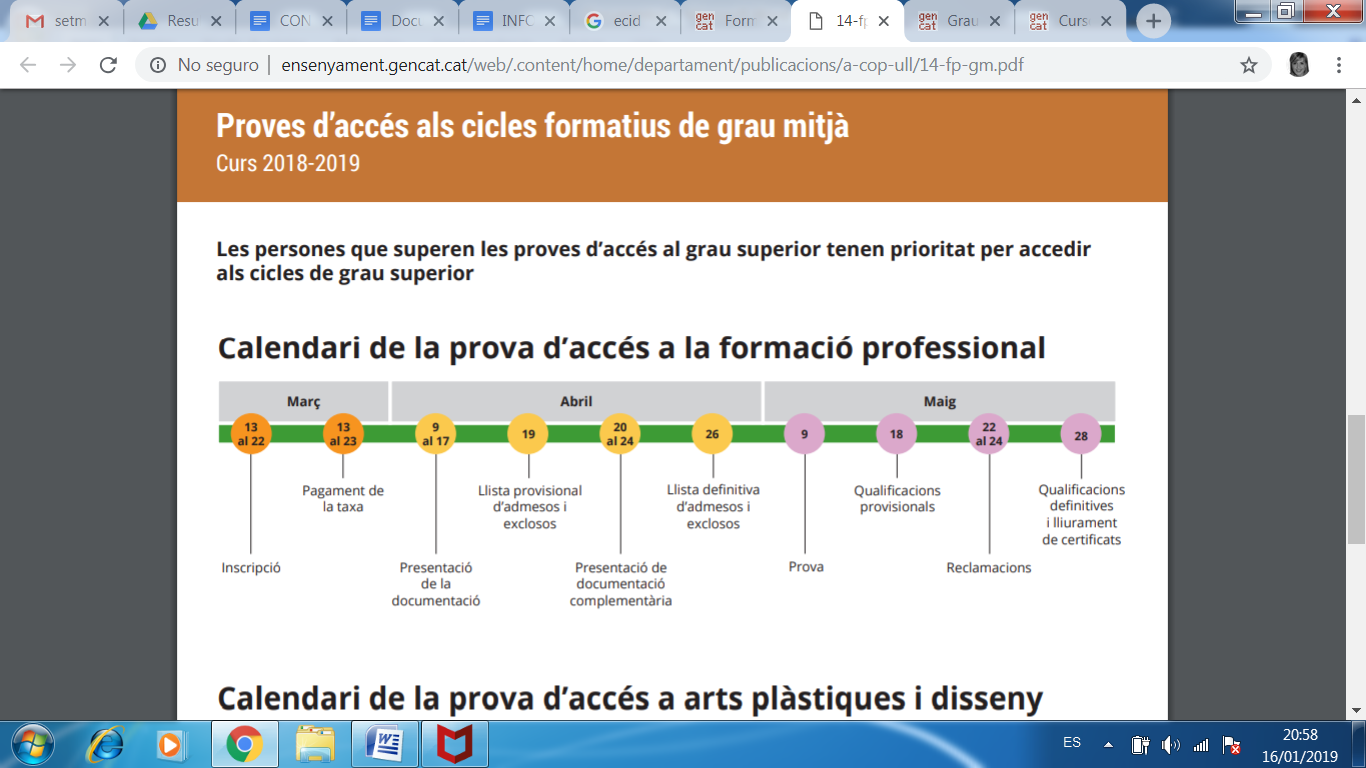 setm
Resu
CON
Docu
INFO
ecid
gen cat Form
14-fp
gen cat Grau
gen cat Curs
No seguro | ensenyament.gencat.cat/web/.content/home/departament/publicacions/a-cop-ull/14-fp-gm.pdf
Proves d'accés als cicles formatius de grau mitjà
Curs 2018-2019
Les persones que superen les proves d'accés al grau superior tenen prioritat per accedir
als cicles de grau superior
Calendari de la prova d'accés a la formació professional
Març
Abril
Maig
13
al 22
13
al 23
9
al 17
19
20
al 24
26
9
18
22
al 24
28
Inscripció
Pagament de
la taxa
Presentació
de la
documentació
Llista provisional
d'admesos i
exclosos
Presentació de
documentació
complementària
Llista definitiva
d'admesos i
exclosos
Prova
Qualificacions
provisionals
Reclamacions
Qualificacions
definitives
i lliurament
de certificats
Calendari de la prova d'accés a arts plàstiques i disseny
ES
20:58
16/01/2019